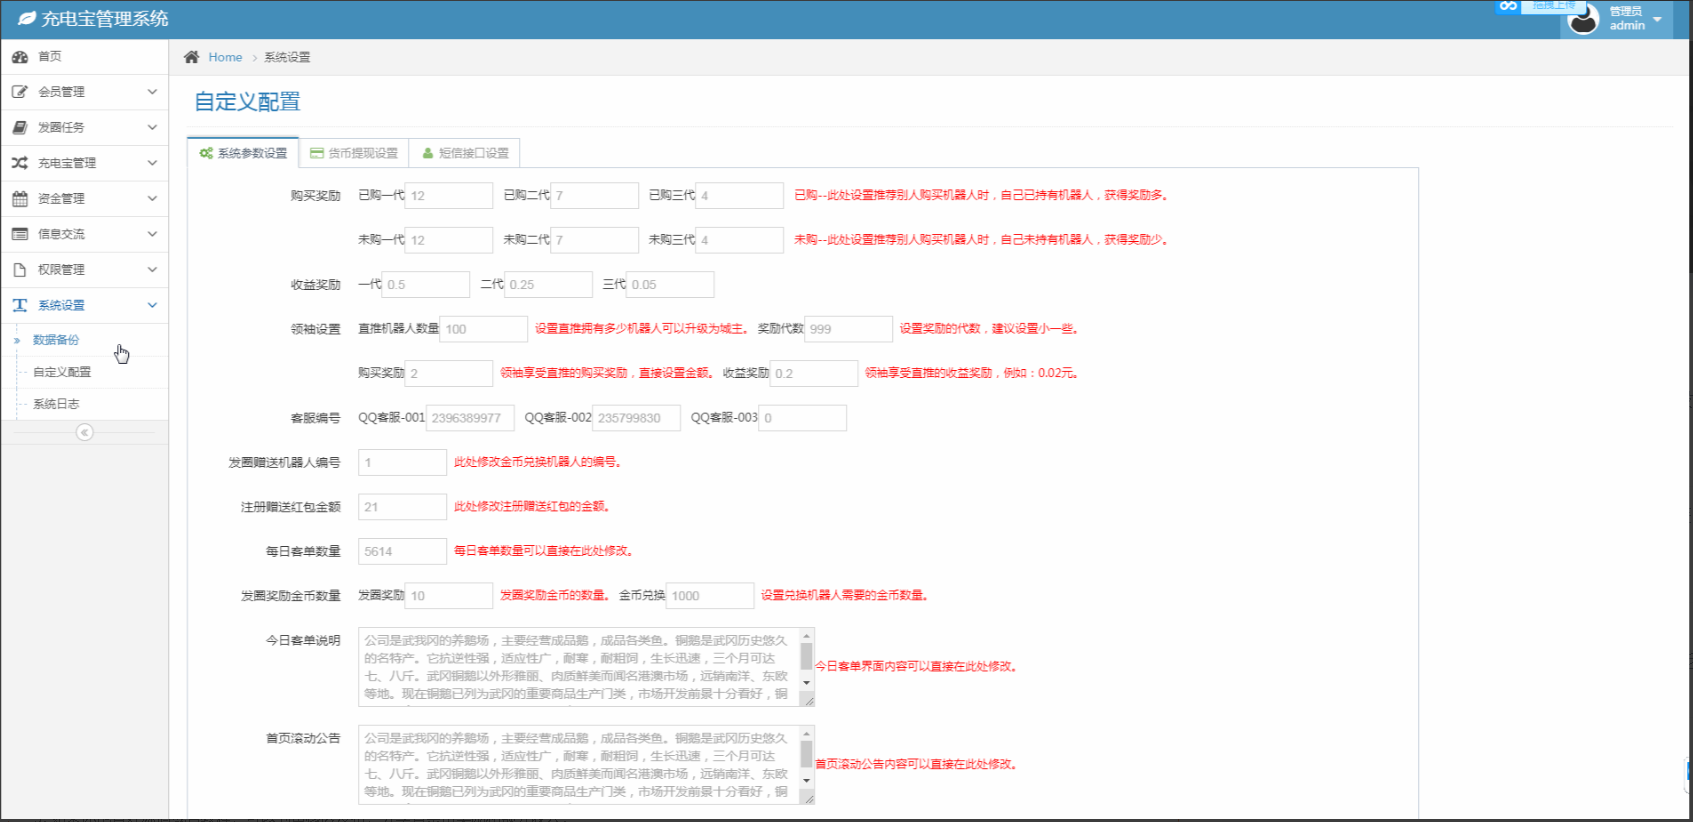 充电宝管理系统
拖拽上传
管理员
admin
首页
Home > 系统设置
会员管理
自定义配置
发圈任务
系统参数设置 货币提现设置 短信接口设置
充电宝管理
资金管理
信息交流
权限管理
系统设置
数据备份
自定义配置
系统日志
购买奖励 已购一代 12 已购二代 7 已购三代 4 已购--此处设置推荐别人购买机器人时，自己已持有机器人，获得奖励多。
未购一代 12 未购二代 7 未购三代 4 未购--此处设置推荐别人购买机器人时，自己未持有机器人，获得奖励少。
收益奖励 一代 0.5 二代 0.25 三代 0.05
领袖设置 直推机器人数量 100 设置直推拥有多少机器人可以升级为城主。 奖励代数 999 设置奖励的代数，建议设置小一些。
购买奖励 2 领袖享受直推的购买奖励，直接设置金额。 收益奖励 0.2 领袖享受直推的收益奖励，例如：0.02元。
客服编号 QQ客服-001 2396389977 QQ客服-002 235799830 QQ客服-003 0
发圈赠送机器人编号 1 此处修改金币兑换机器人的编号。
注册赠送红包金额 21 此处修改注册赠送红包的金额。
每日客单数量 5614 每日客单数量可以直接在此处修改。
发圈奖励金币数量 发圈奖励 10 发圈奖励金币的数量。 金币兑换 1000 设置兑换机器人需要的金币数量。
今日客单说明
公司是武我冈的养鹅场，主要经营成品鹅，成品各类鱼。铜鹅是武冈历史悠久
的名特产。它抗逆性强，适应性广，耐寒，耐粗饲，生长迅速，三个月可达
七、八斤。武冈铜鹅以外形雅丽、肉质鲜美而闻名港澳市场，远销南洋、东欧
等地。现在铜鹅已列为武冈的重要商品生产门类，市场开发前景十分看好，铜
今日客单界面内容可以直接在此处修改。
首页滚动公告
公司是武我冈的养鹅场，主要经营成品鹅，成品各类鱼。铜鹅是武冈历史悠久
的名特产。它抗逆性强，适应性广，耐寒，耐粗饲，生长迅速，三个月可达
七、八斤。武冈铜鹅以外形雅丽、肉质鲜美而闻名港澳市场，远销南洋、东欧
等地。现在铜鹅已列为武冈的重要商品生产门类，市场开发前景十分看好，铜
首页滚动公告内容可以直接在此处修改。